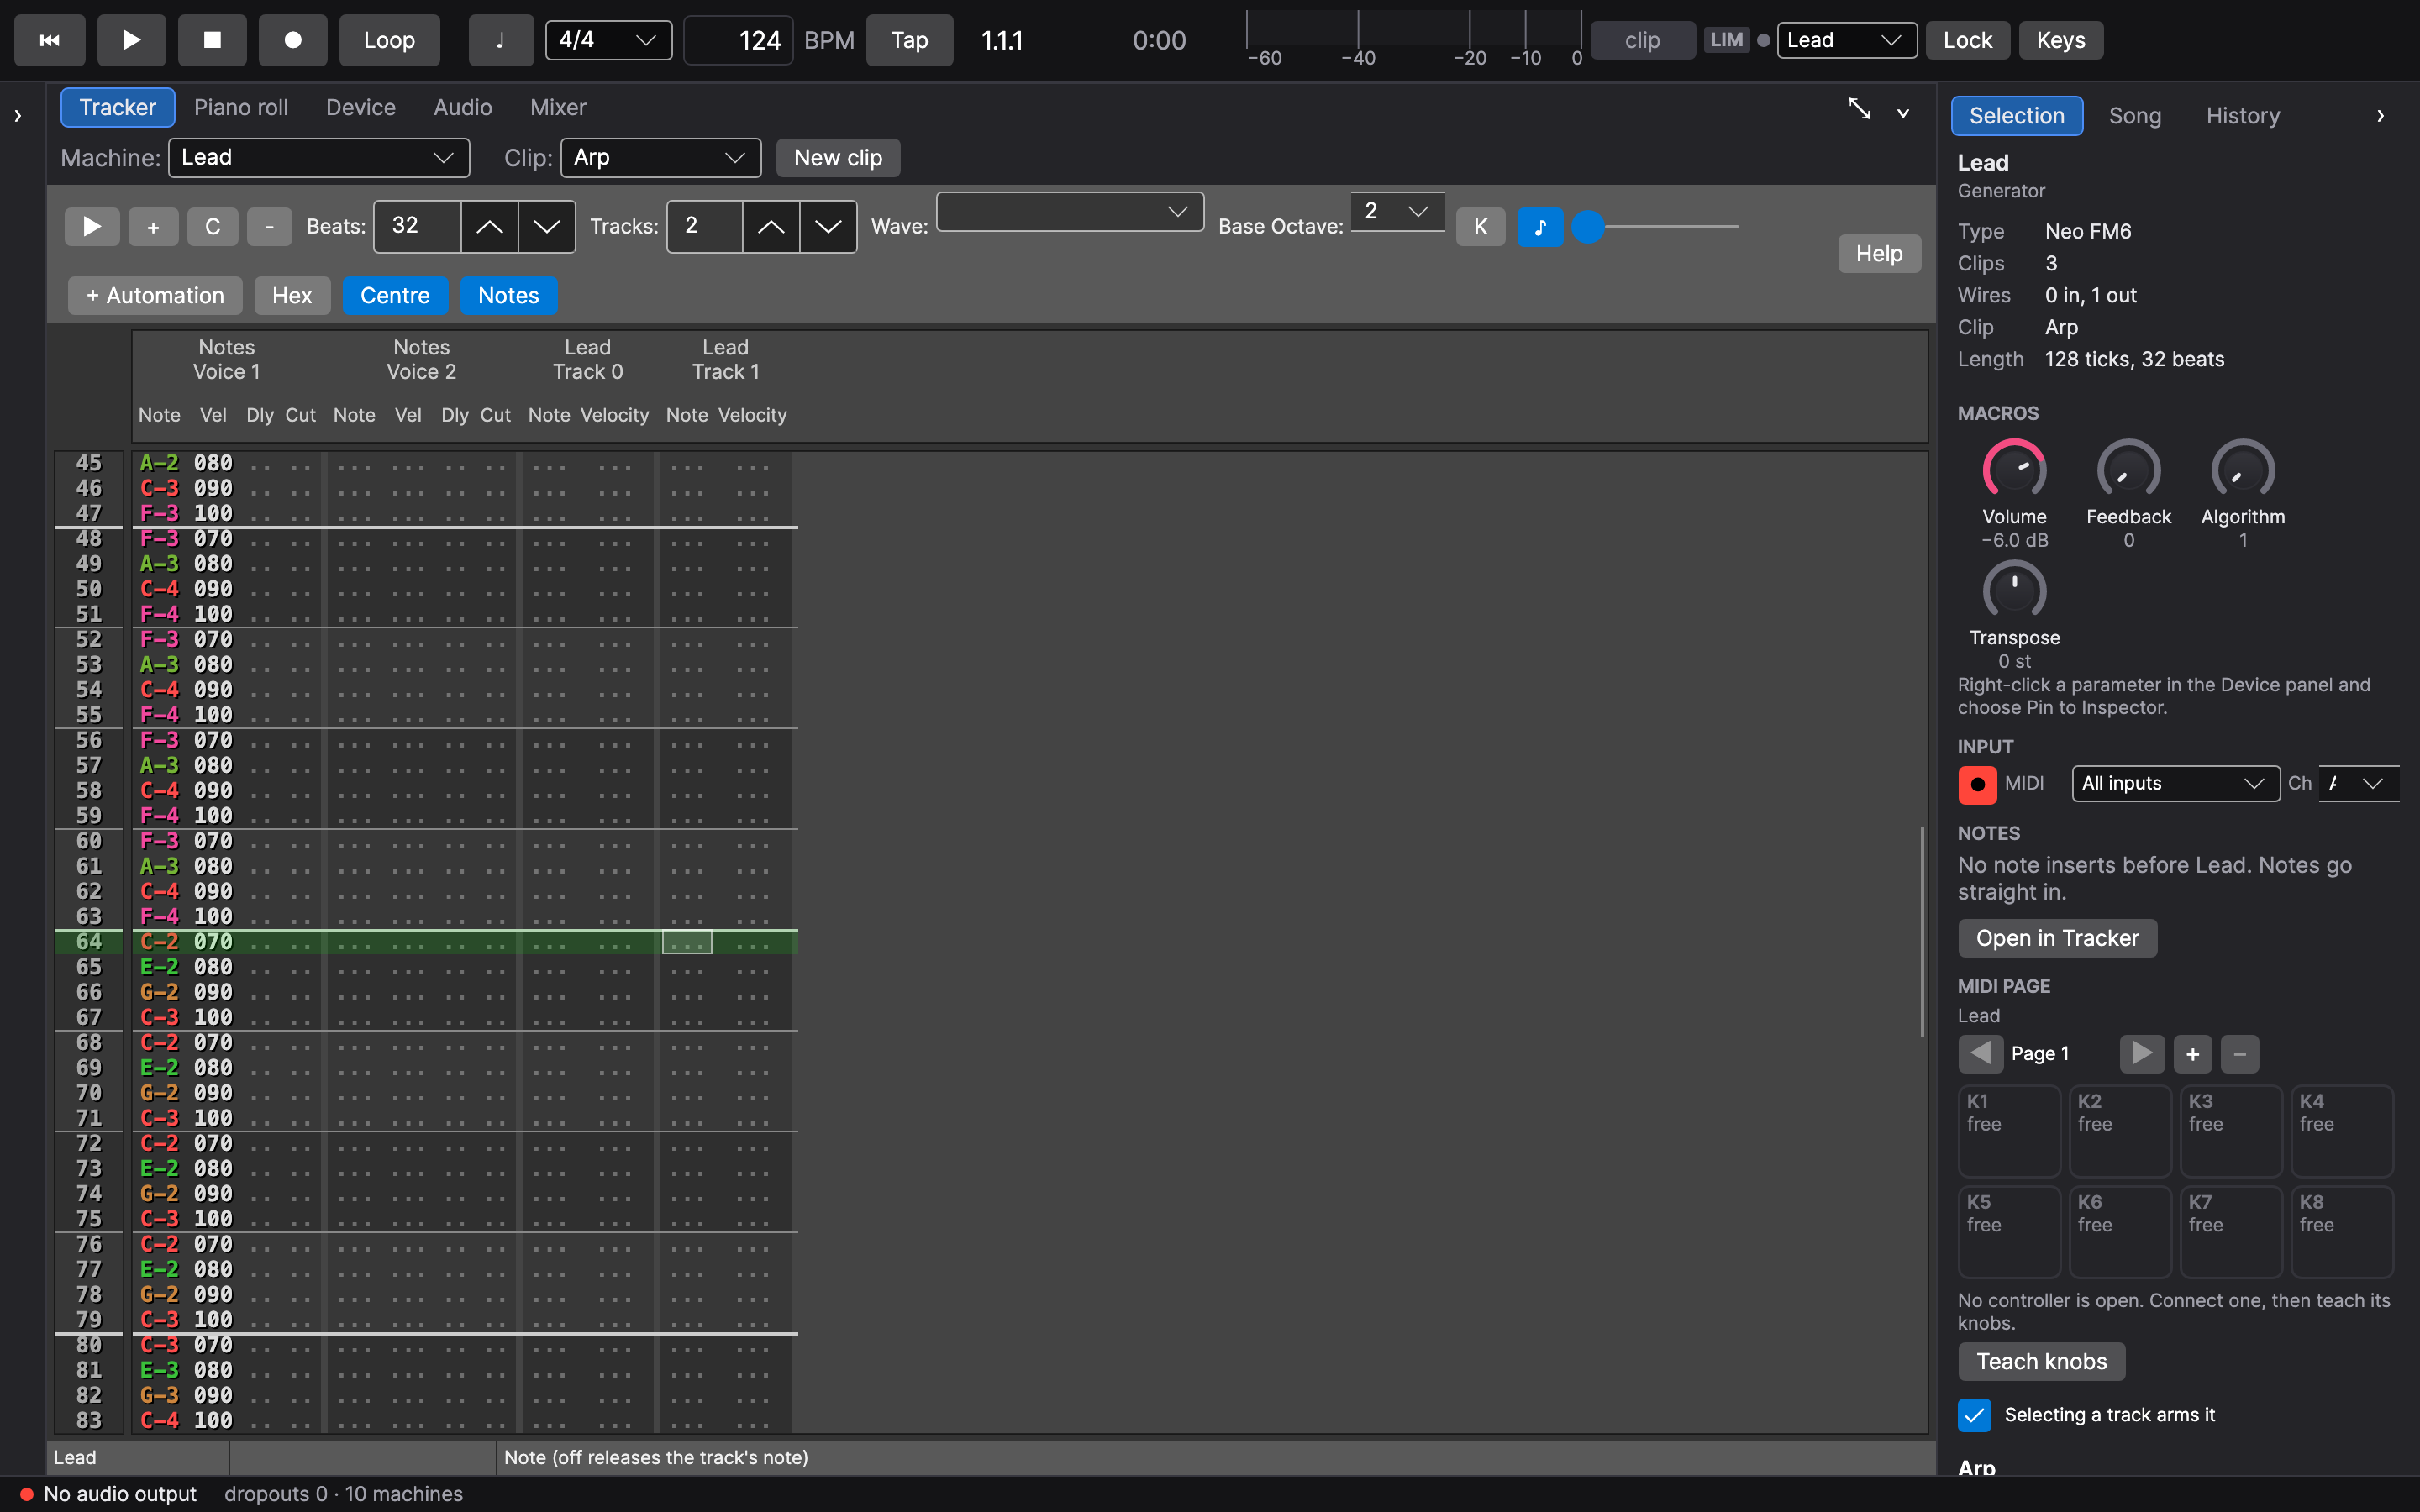 Loop
4/4
124 BPM
Tap
1.1.1
0:00
−60 −40 −20 −10 0
clip
LIM
Lead
Lock
Keys
Tracker Piano roll Device Audio Mixer
Machine: Lead Clip: Arp New clip
+ C - Beats: 32 Tracks: 2 Wave: Base Octave: 2 K
Help
+ Automation Hex Centre Notes
Notes Notes Lead Lead
Voice 1 Voice 2 Track 0 Track 1
Note Vel Dly Cut Note Vel Dly Cut Note Velocity Note Velocity
45 A-2 080
46 C-3 090
47 F-3 100
48 F-3 070
49 A-3 080
50 C-4 090
51 F-4 100
52 F-3 070
53 A-3 080
54 C-4 090
55 F-4 100
56 F-3 070
57 A-3 080
58 C-4 090
59 F-4 100
60 F-3 070
61 A-3 080
62 C-4 090
63 F-4 100
64 C-2 070
65 E-2 080
66 G-2 090
67 C-3 100
68 C-2 070
69 E-2 080
70 G-2 090
71 C-3 100
72 C-2 070
73 E-2 080
74 G-2 090
75 C-3 100
76 C-2 070
77 E-2 080
78 G-2 090
79 C-3 100
80 C-3 070
81 E-3 080
82 G-3 090
83 C-4 100
Lead
Note (off releases the track's note)
No audio output dropouts 0 · 10 machines
Selection Song History
Lead
Generator
Type Neo FM6
Clips 3
Wires 0 in, 1 out
Clip Arp
Length 128 ticks, 32 beats
MACROS
Volume Feedback Algorithm
−6.0 dB 0 1
Transpose
0 st
Right-click a parameter in the Device panel and
choose Pin to Inspector.
INPUT
MIDI All inputs Ch
NOTES
No note inserts before Lead. Notes go
straight in.
Open in Tracker
MIDI PAGE
Lead
Page 1 + −
K1 K2 K3 K4
free free free free
K5 K6 K7 K8
free free free free
No controller is open. Connect one, then teach its
knobs.
Teach knobs
Selecting a track arms it
Arp